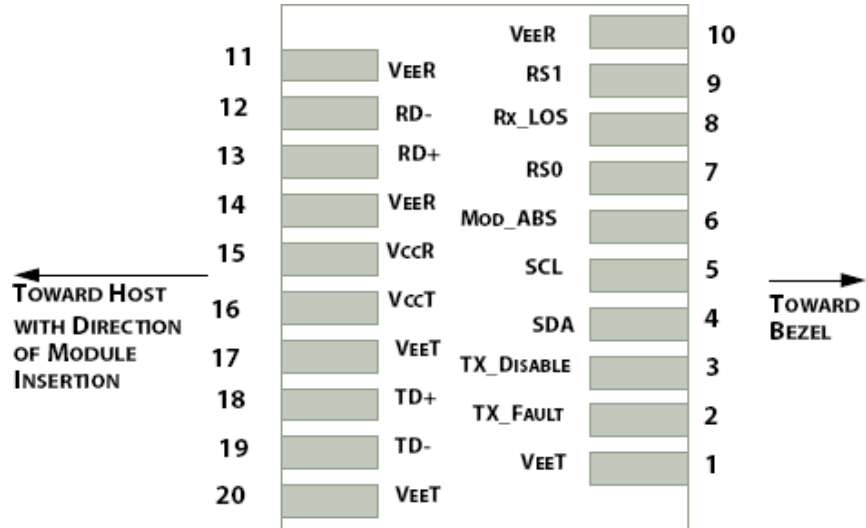 11 VEER
12 RD-
13 RD+
14 VEER
15 VCCR
16 VCCT
17 VEET
18 TD+
19 TD-
20 VEET
VEER 10
RS1 9
RX_LOS 8
RS0 7
MOD_ABS 6
SCL 5
SDA 4
TX_DISABLE 3
TX_FAULT 2
VEET 1
TOWARD HOST
WITH DIRECTION
OF MODULE
INSERTION
TOWARD
BEZEL